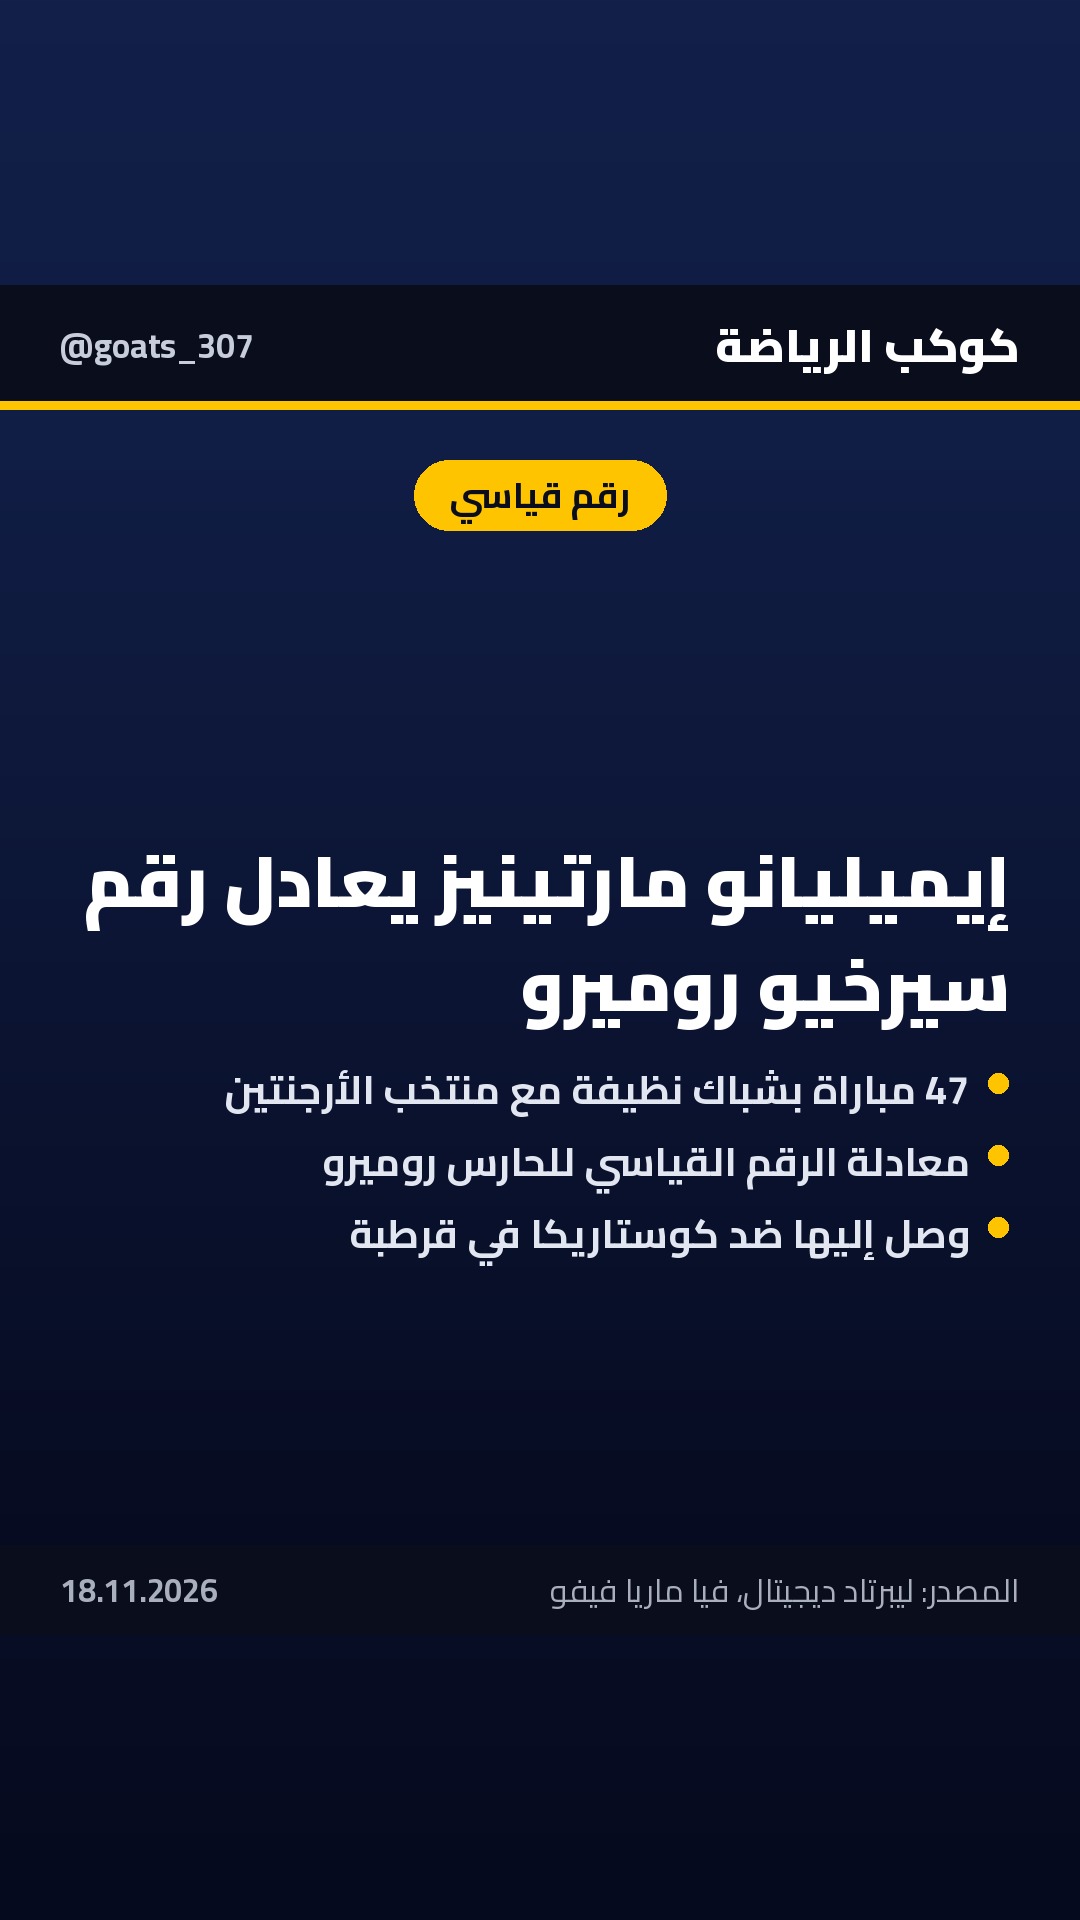 كوكب الرياضة
@goats_307
رقم قياسي
إيميليانو مارتينيز يعادل رقم
سيرخيو روميرو
47 مباراة بشباك نظيفة مع منتخب الأرجنتين
معادلة الرقم القياسي للحارس روميرو
وصل إليها ضد كوستاريكا في قرطبة
المصدر: ليبرتاد ديجيتال، فيا ماريا فيفو
18.11.2026